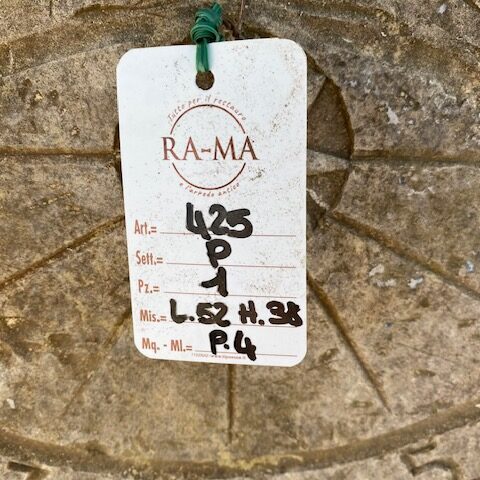 Tutto per il restauro
RA-MA
e l'arredo antico
Art.= 425
Sett.= P
Pz.= 1
Mis.= L.52 H.38
Mq. - Ml.= P.4
5